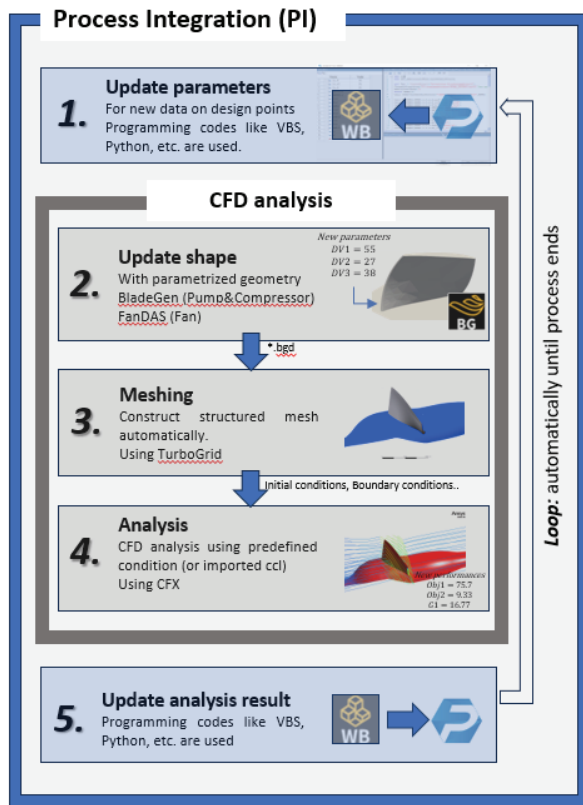 Process Integration (PI)
1.
Update parameters
For new data on design points
Programming codes like VBS,
Python, etc. are used.
WB
CFD analysis
2.
Update shape
With parametrized geometry
BladeGen (Pump&Compressor)
FanDAS (Fan)
New parameters
DV1 = 55
DV2 = 27
DV3 = 38
BG
*.bgd
3.
Meshing
Construct structured mesh
automatically.
Using TurboGrid
Initial conditions, Boundary conditions..
4.
Analysis
CFD analysis using predefined
condition (or imported ccl)
Using CFX
Ansys
New performances
Obj1 = 75.7
Obj2 = 9.33
G1 = 16.77
5.
Update analysis result
Programming codes like VBS,
Python, etc. are used
WB
Loop: automatically until process ends